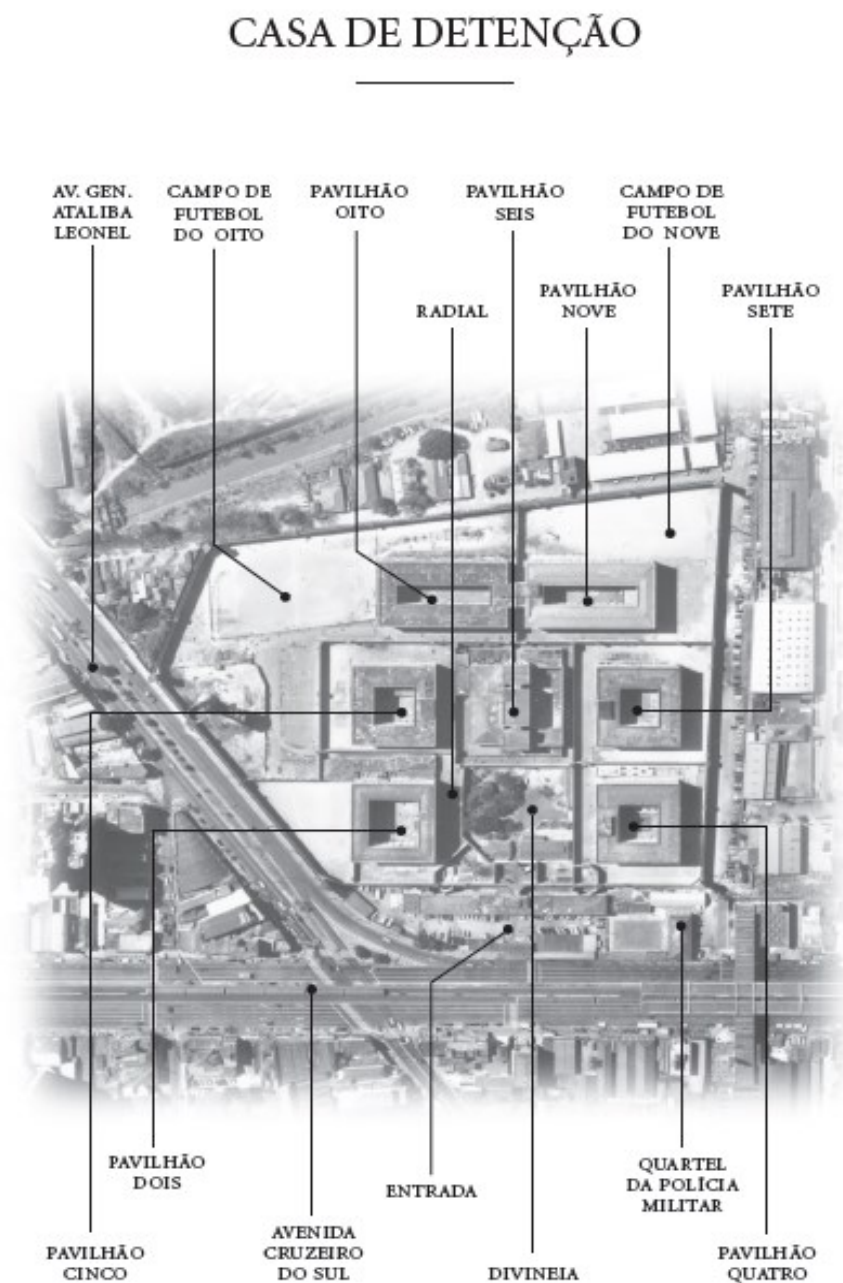 CASA DE DETENÇÃO
AV. GEN.
ATALIBA
LEONEL
CAMPO DE
FUTEBOL
DO OITO
PAVILHÃO
OITO
PAVILHÃO
SEIS
CAMPO DE
FUTEBOL
DO NOVE
RADIAL
PAVILHÃO
NOVE
PAVILHÃO
SETE
PAVILHÃO
DOIS
ENTRADA
QUARTEL
DA POLÍCIA
MILITAR
PAVILHÃO
CINCO
AVENIDA
CRUZEIRO
DO SUL
DIVINEIA
PAVILHÃO
QUATRO